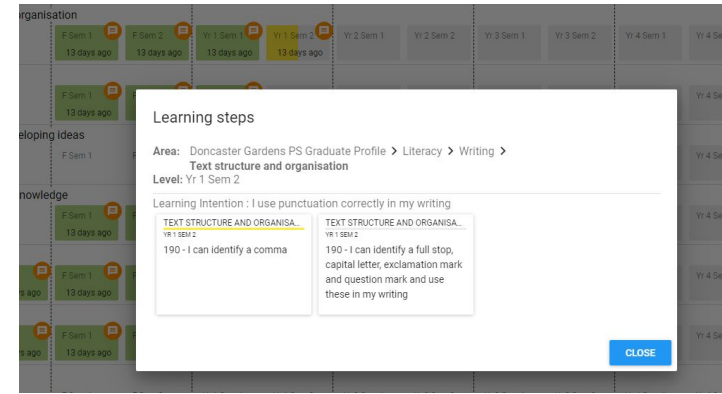 organisation
F Sem 1 F Sem 2 Yr 1 Sem 1 Yr 1 Sem 2 Yr 2 Sem 1 Yr 2 Sem 2 Yr 3 Sem 1 Yr 3 Sem 2 Yr 4 Sem 1 Yr 4 Se
13 days ago 13 days ago 13 days ago 13 days ago
F Sem 1 Yr 4 Se
13 days ago
Learning steps
eloping ideas
Area: Doncaster Gardens PS Graduate Profile > Literacy > Writing >
F Sem 1 F Yr 4 Se
Text structure and organisation
Level: Yr 1 Sem 2
nowledge
Learning Intention : I use punctuation correctly in my writing
F Sem 1 Yr 4 Se
13 days ago
TEXT STRUCTURE AND ORGANISA... TEXT STRUCTURE AND ORGANISA...
YR 1 SEM 2 YR 1 SEM 2
190 - I can identify a comma 190 - I can identify a full stop,
capital letter, exclamation mark
and question mark and use
these in my writing
F Sem 1 Yr 4 Se
rs ago 13 days ago
F Sem 1 Yr 4 Se
rs ago 13 days ago
CLOSE